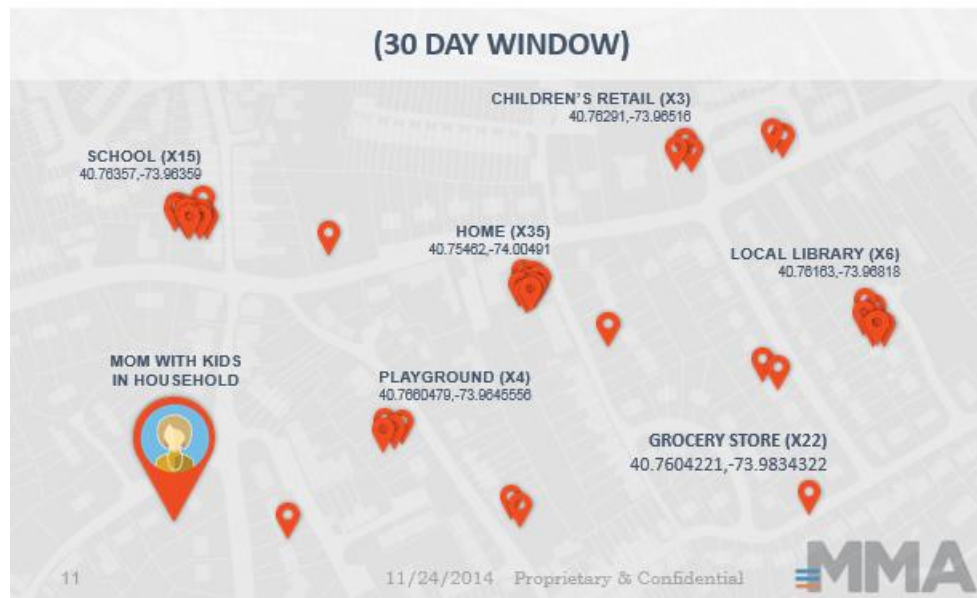 (30 DAY WINDOW)
CHILDREN'S RETAIL (X3)
40.76291,-73.96516
SCHOOL (X15)
40.76357,-73.96359
HOME (X35)
40.75462,-74.00491
LOCAL LIBRARY (X6)
40.76163,-73.96818
MOM WITH KIDS
IN HOUSEHOLD
PLAYGROUND (X4)
40.7660479,-73.9645556
GROCERY STORE (X22)
40.7604221,-73.9834322
11
11/24/2014 Proprietary & Confidential
MMA